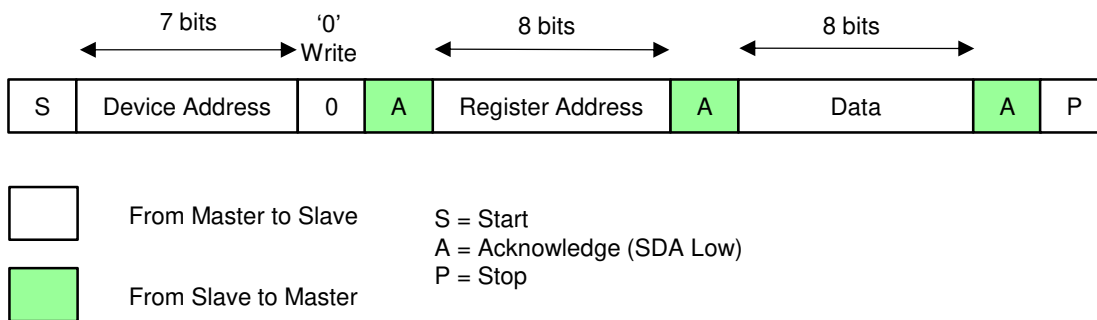 7 bits
‘0’
Write
8 bits
8 bits
S Device Address 0 A Register Address A Data A P
From Master to Slave
From Slave to Master
S = Start
A = Acknowledge (SDA Low)
P = Stop